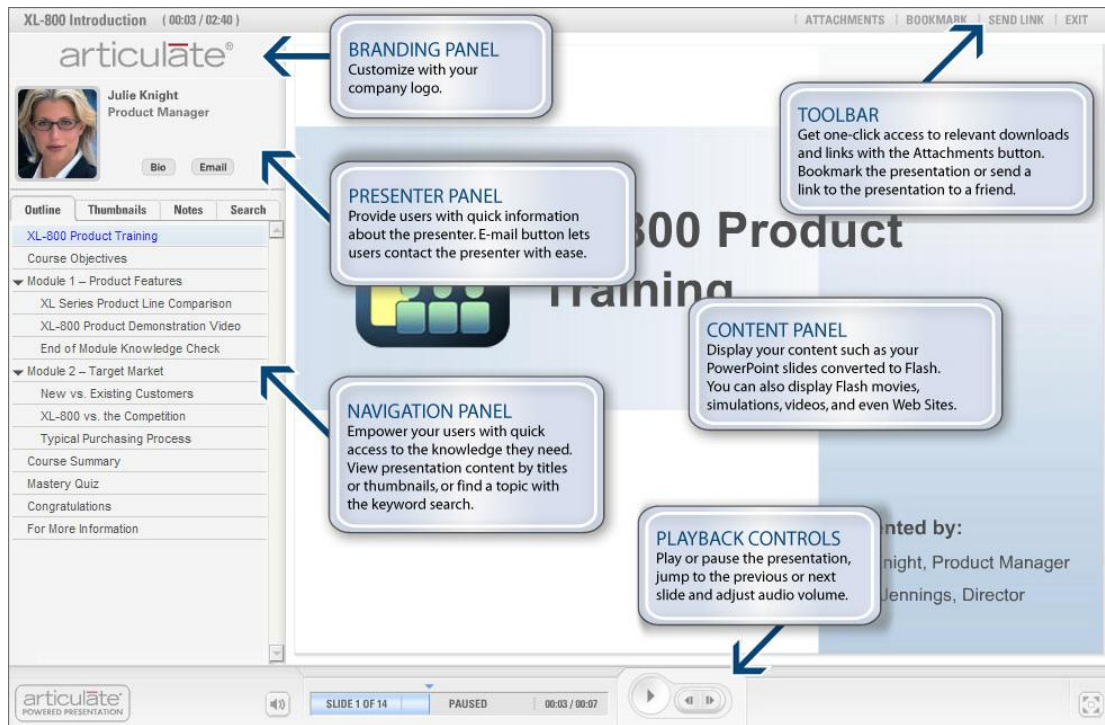 XL-800 Introduction ( 00:03 / 02:40 )
ATTACHMENTS | BOOKMARK | SEND LINK | EXIT
articulāte®
Julie Knight
Product Manager
Bio Email
Outline Thumbnails Notes Search
XL-800 Product Training
Course Objectives
Module 1 – Product Features
XL Series Product Line Comparison
XL-800 Product Demonstration Video
End of Module Knowledge Check
Module 2 – Target Market
New vs. Existing Customers
XL-800 vs. the Competition
Typical Purchasing Process
Course Summary
Mastery Quiz
Congratulations
For More Information
BRANDING PANEL
Customize with your
company logo.
TOOLBAR
Get one-click access to relevant downloads
and links with the Attachments button.
Bookmark the presentation or send a
link to the presentation to a friend.
PRESENTER PANEL
Provide users with quick information
about the presenter. E-mail button lets
users contact the presenter with ease.
800 Product
Training
CONTENT PANEL
Display your content such as your
PowerPoint slides converted to Flash.
You can also display Flash movies,
simulations, videos, and even Web Sites.
NAVIGATION PANEL
Empower your users with quick
access to the knowledge they need.
View presentation content by titles
or thumbnails, or find a topic with
the keyword search.
PLAYBACK CONTROLS
Play or pause the presentation,
jump to the previous or next
slide and adjust audio volume.
nted by:
night, Product Manager
Jennings, Director
articulāte®
POWERED PRESENTATION
SLIDE 1 OF 14 PAUSED 00:03 / 00:07